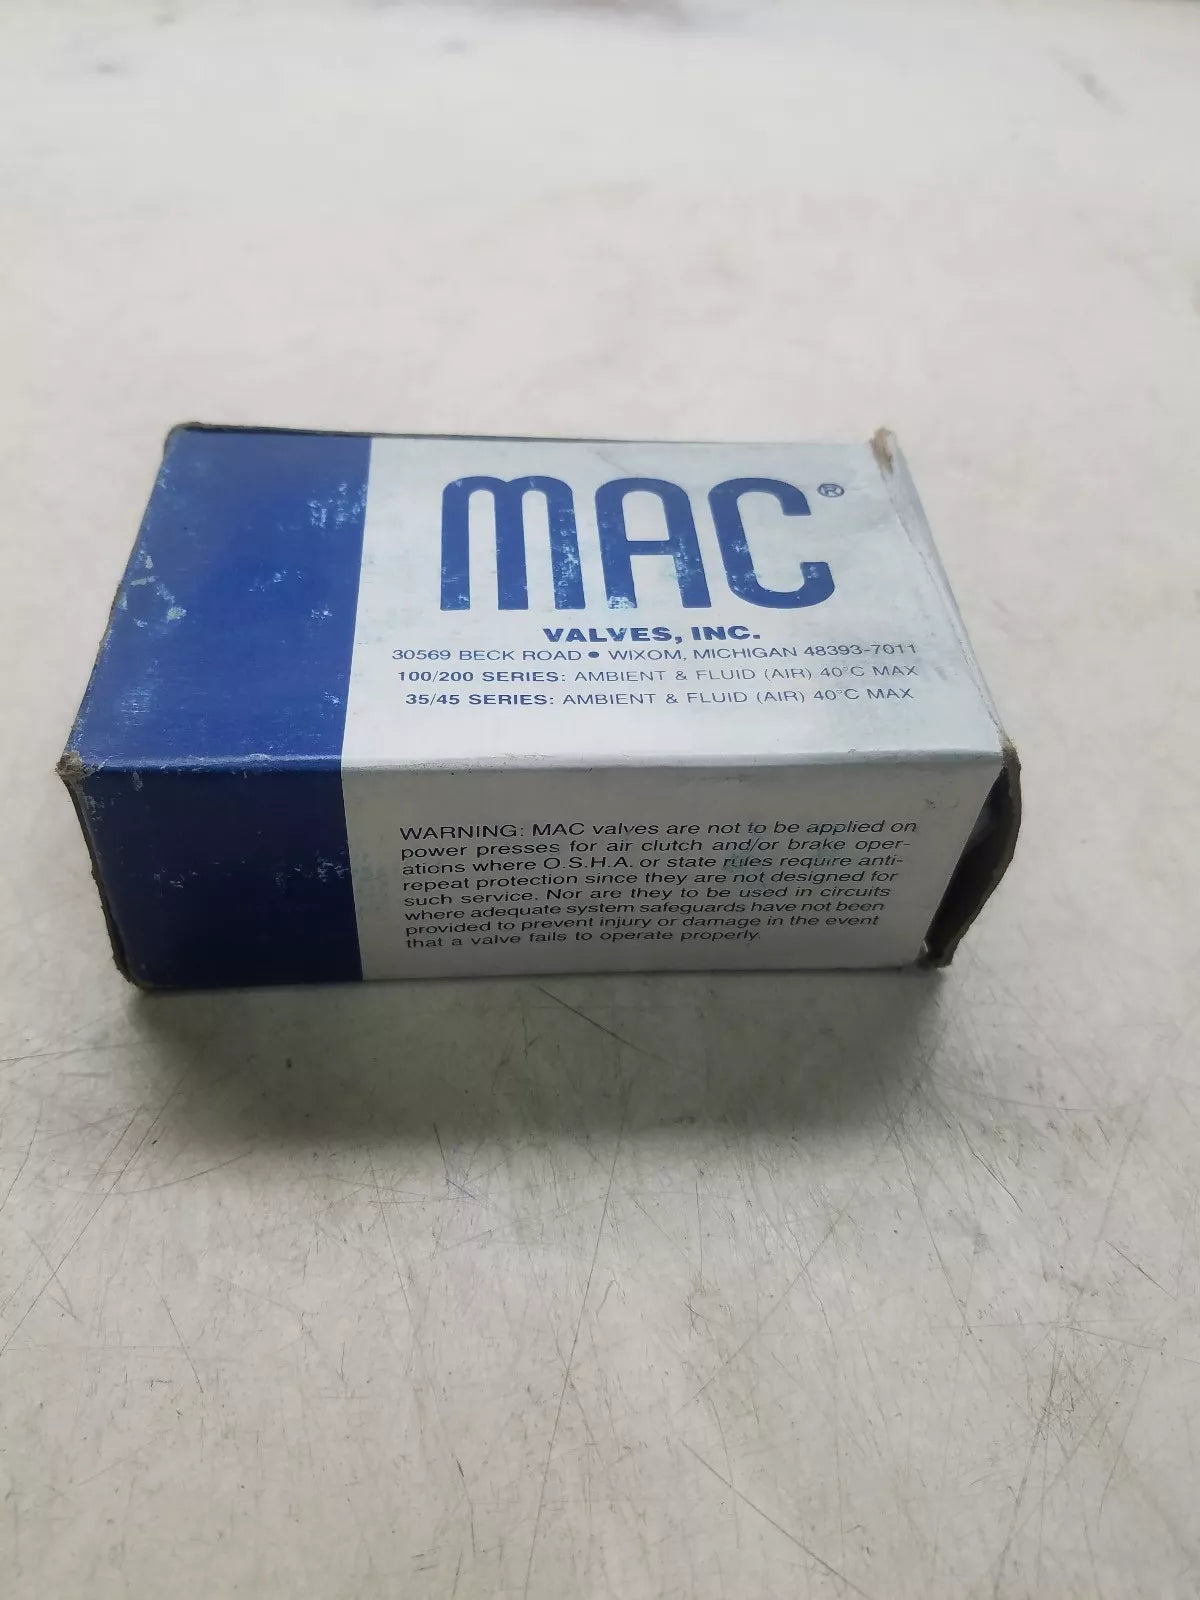 MAC®
VALVES, INC.
30569 BECK ROAD • WIXOM, MICHIGAN 48393-7011
100/200 SERIES: AMBIENT & FLUID (AIR) 40°C MAX
35/45 SERIES: AMBIENT & FLUID (AIR) 40°C MAX
WARNING: MAC valves are not to be applied on
power presses for air clutch and/or brake oper-
ations where O.S.H.A. or state rules require anti-
repeat protection since they are not designed for
such service. Nor are they to be used in circuits
where adequate system safeguards have not been
provided to prevent injury or damage in the event
that a valve fails to operate properly.